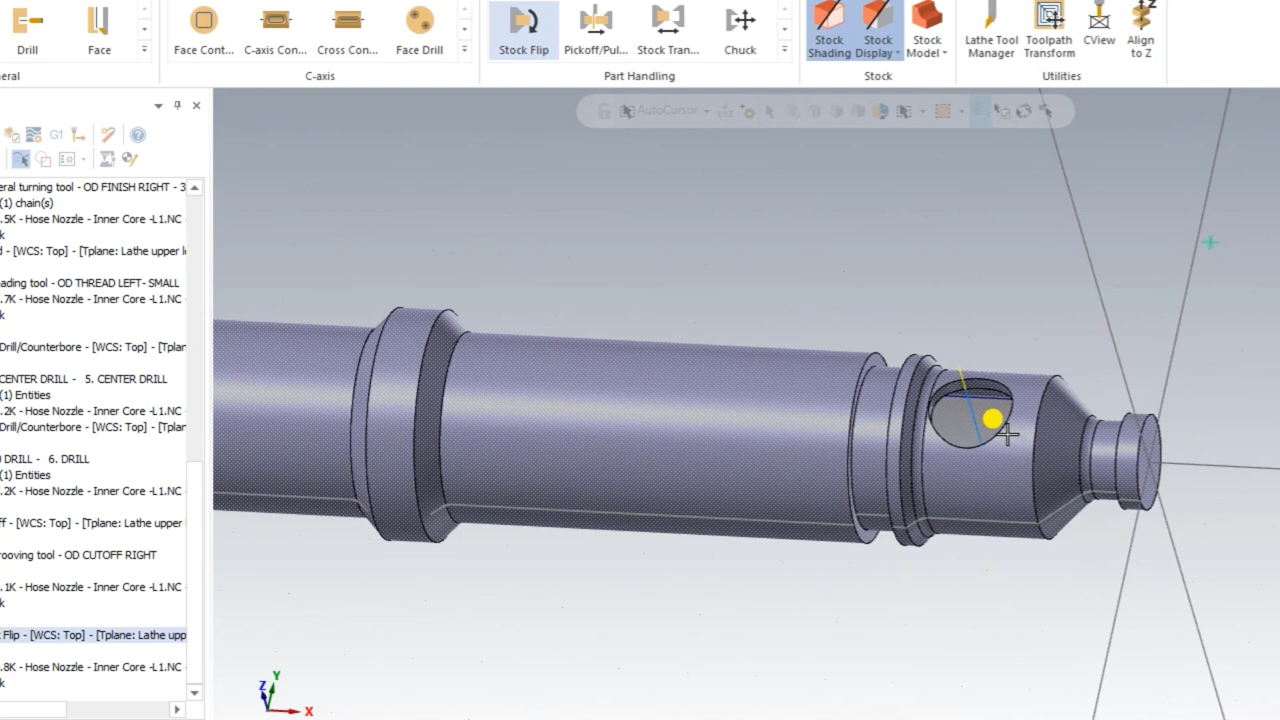 Drill
Face
Face Cont...
C-axis Con...
Cross Con...
Face Drill
Stock Flip
Pickoff/Pul...
Stock Tran...
Chuck
Stock Shading
Stock Display
Stock Model
Lathe Tool Manager
Toolpath Transform
CView
Align to Z
eral
C-axis
Part Handling
Stock
Utilities
AutoCursor
G1
eral turning tool - OD FINISH RIGHT - 3
(1) chain(s)
.5K - Hose Nozzle - Inner Core -L1.NC -
k
d - [WCS: Top] - [Tplane: Lathe upper l
eading tool - OD THREAD LEFT- SMALL
.7K - Hose Nozzle - Inner Core -L1.NC -
k
Drill/Counterbore - [WCS: Top] - [Tplan
CENTER DRILL - 5. CENTER DRILL
(1) Entities
.2K - Hose Nozzle - Inner Core -L1.NC -
Drill/Counterbore - [WCS: Top] - [Tplan
DRILL - 6. DRILL
(1) Entities
.2K - Hose Nozzle - Inner Core -L1.NC -
ff - [WCS: Top] - [Tplane: Lathe upper
rooving tool - OD CUTOFF RIGHT
.1K - Hose Nozzle - Inner Core -L1.NC -
k
Flip - [WCS: Top] - [Tplane: Lathe upp
.8K - Hose Nozzle - Inner Core -L1.NC -
k
Y
Z
X